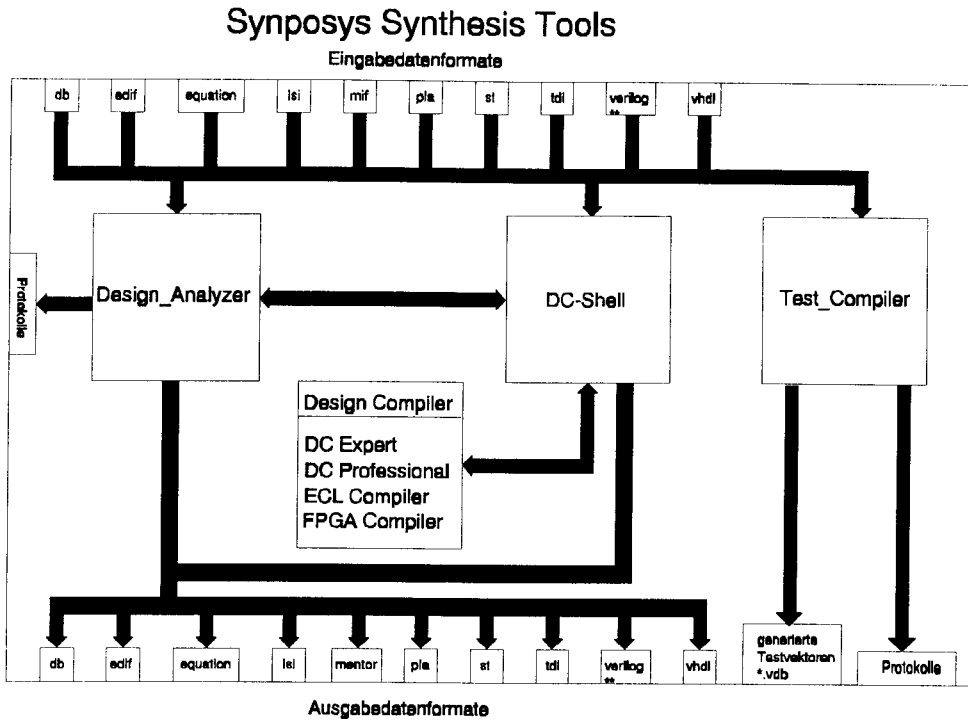 Synposys Synthesis Tools
Eingabedatenformate
db
edif
equation
lsi
mif
pla
st
tdl
verilog
**
vhdl
Protokolle
Design_Analyzer
DC-Shell
Test_Compiler
Design Compiler
DC Expert
DC Professional
ECL Compiler
FPGA Compiler
db
edif
equation
lsi
mentor
pla
st
tdl
verilog
**
vhdl
generierte
Testvektoren
*.vdb
Protokolle
Ausgabedatenformate